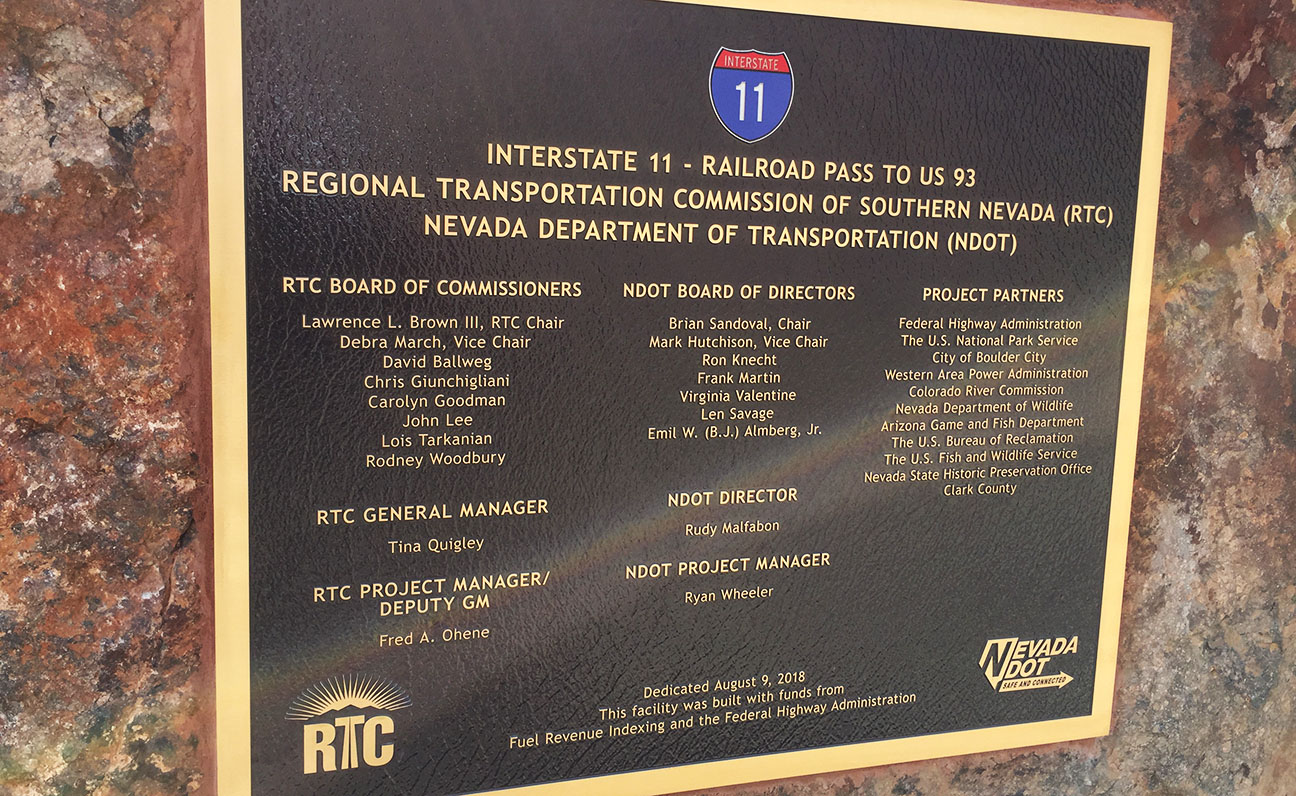 INTERSTATE
11
INTERSTATE 11 - RAILROAD PASS TO US 93
REGIONAL TRANSPORTATION COMMISSION OF SOUTHERN NEVADA (RTC)
NEVADA DEPARTMENT OF TRANSPORTATION (NDOT)
RTC BOARD OF COMMISSIONERS
Lawrence L. Brown III, RTC Chair
Debra March, Vice Chair
David Ballweg
Chris Giunchigliani
Carolyn Goodman
John Lee
Lois Tarkanian
Rodney Woodbury
RTC GENERAL MANAGER
Tina Quigley
RTC PROJECT MANAGER/
DEPUTY GM
Fred A. Ohene
NDOT BOARD OF DIRECTORS
Brian Sandoval, Chair
Mark Hutchison, Vice Chair
Ron Knecht
Frank Martin
Virginia Valentine
Len Savage
Emil W. (B.J.) Almberg, Jr.
NDOT DIRECTOR
Rudy Malfabon
NDOT PROJECT MANAGER
Ryan Wheeler
PROJECT PARTNERS
Federal Highway Administration
The U.S. National Park Service
City of Boulder City
Western Area Power Administration
Colorado River Commission
Nevada Department of Wildlife
Arizona Game and Fish Department
The U.S. Bureau of Reclamation
The U.S. Fish and Wildlife Service
Nevada State Historic Preservation Office
Clark County
RTC
Dedicated August 9, 2018
This facility was built with funds from
Fuel Revenue Indexing and the Federal Highway Administration
NEVADA
DOT
SAFE AND CONNECTED